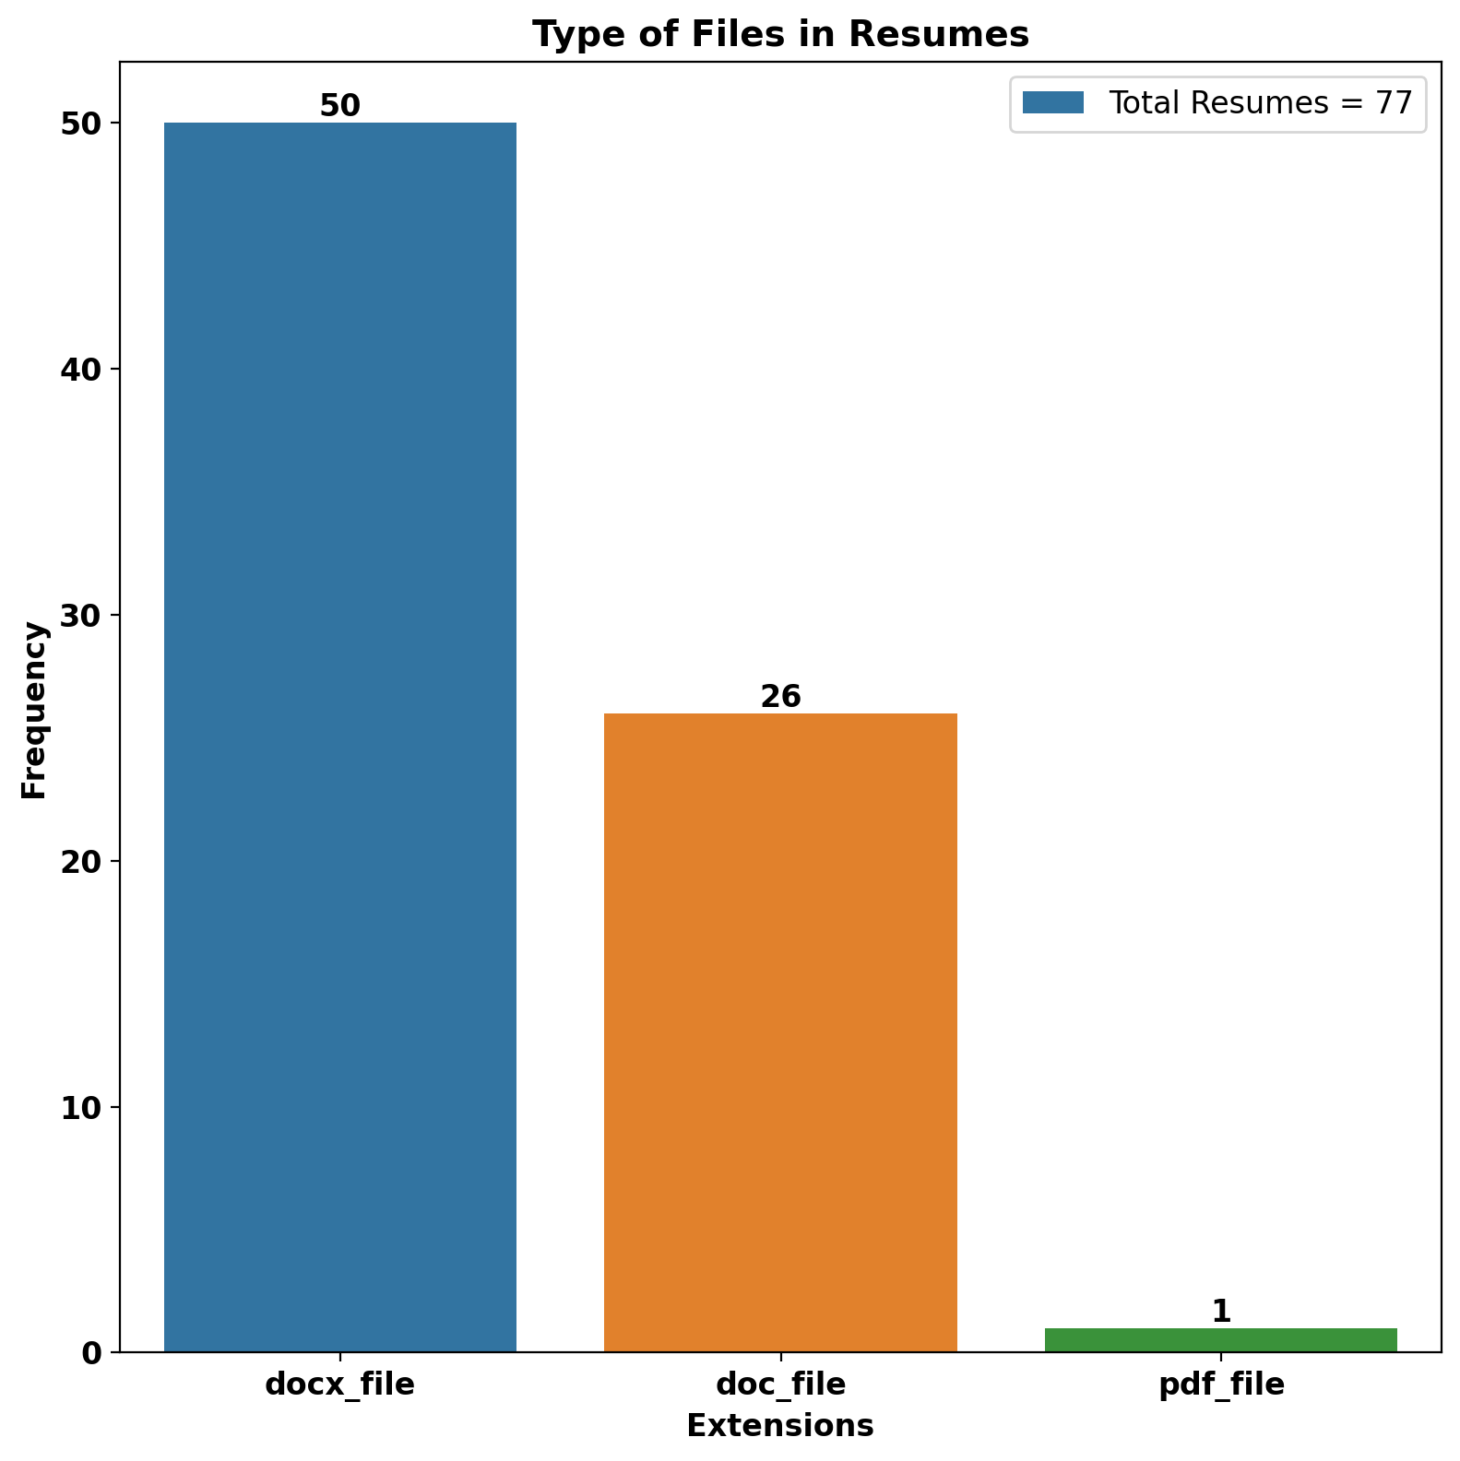 Type of Files in Resumes
Total Resumes = 77
50
26
1
50
40
30
20
10
0
Frequency
docx_file
doc_file
pdf_file
Extensions